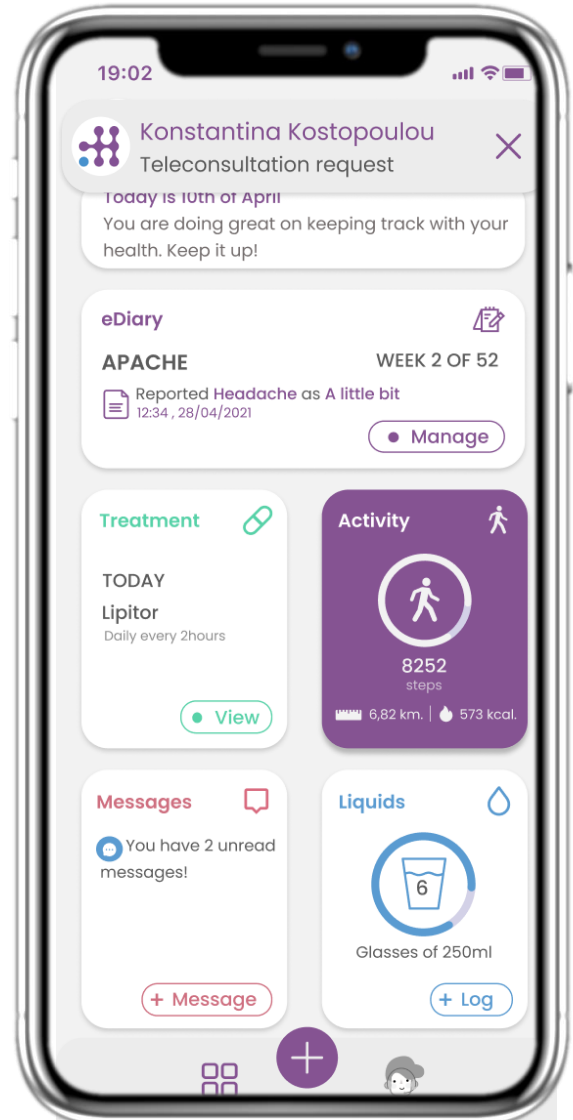 19:02
Konstantina Kostopoulou
Teleconsultation request
Today is 10th of April
You are doing great on keeping track with your
health. Keep it up!
eDiary
APACHE
WEEK 2 OF 52
Reported Headache as A little bit
12:34 , 28/04/2021
Manage
Treatment
TODAY
Lipitor
Daily every 2hours
View
Activity
8252
steps
6,82 km.
573 kcal.
Messages
You have 2 unread
messages!
+ Message
Liquids
6
Glasses of 250ml
+ Log